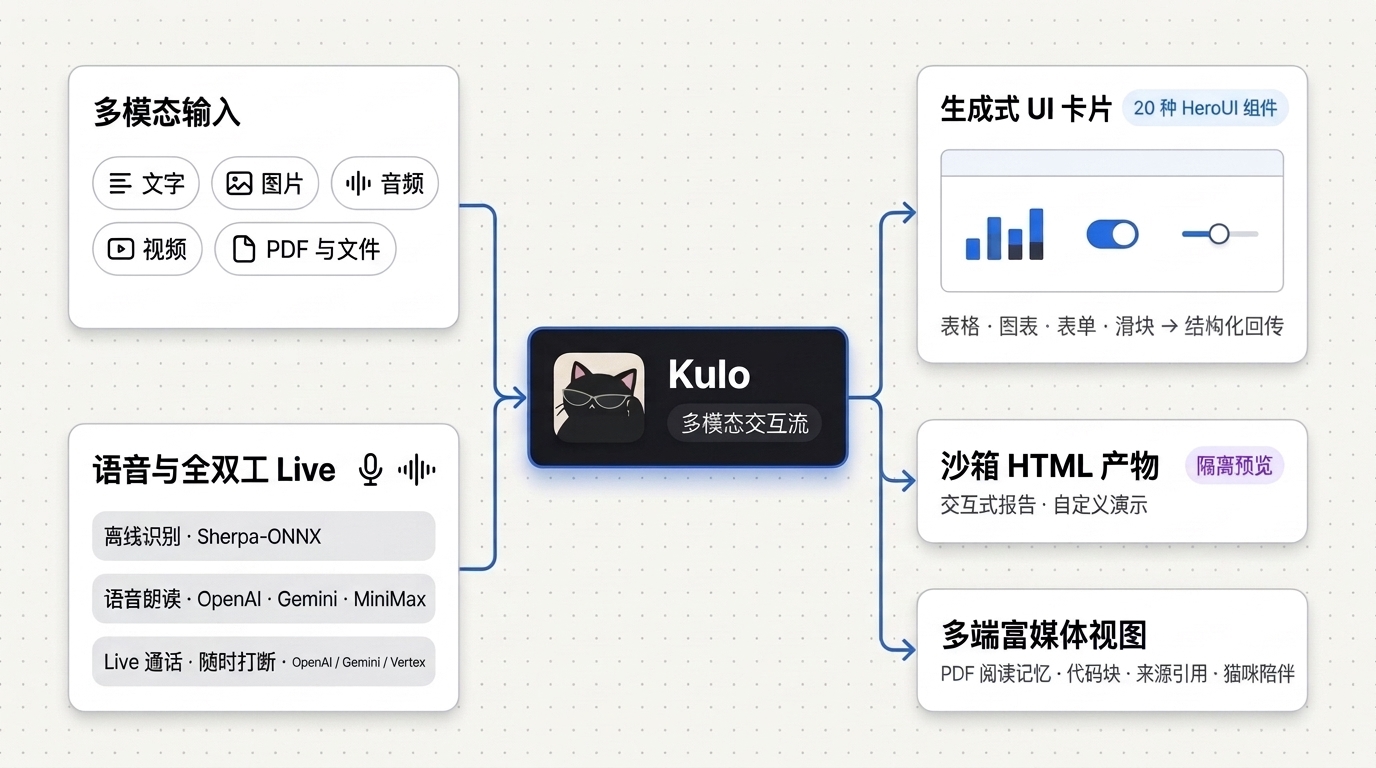 多模态输入
文字
图片
音频
视频
PDF 与文件
语音与全双工 Live
离线识别 · Sherpa-ONNX
语音朗读 · OpenAI · Gemini · MiniMax
Live 通话 · 随时打断 · OpenAI / Gemini / Vertex
Kulo
多模态交互流
生成式 UI 卡片
20 种 HeroUI 组件
表格 · 图表 · 表单 · 滑块 → 结构化回传
沙箱 HTML 产物
隔离预览
交互式报告 · 自定义演示
多端富媒体视图
PDF 阅读记忆 · 代码块 · 来源引用 · 猫咪陪伴